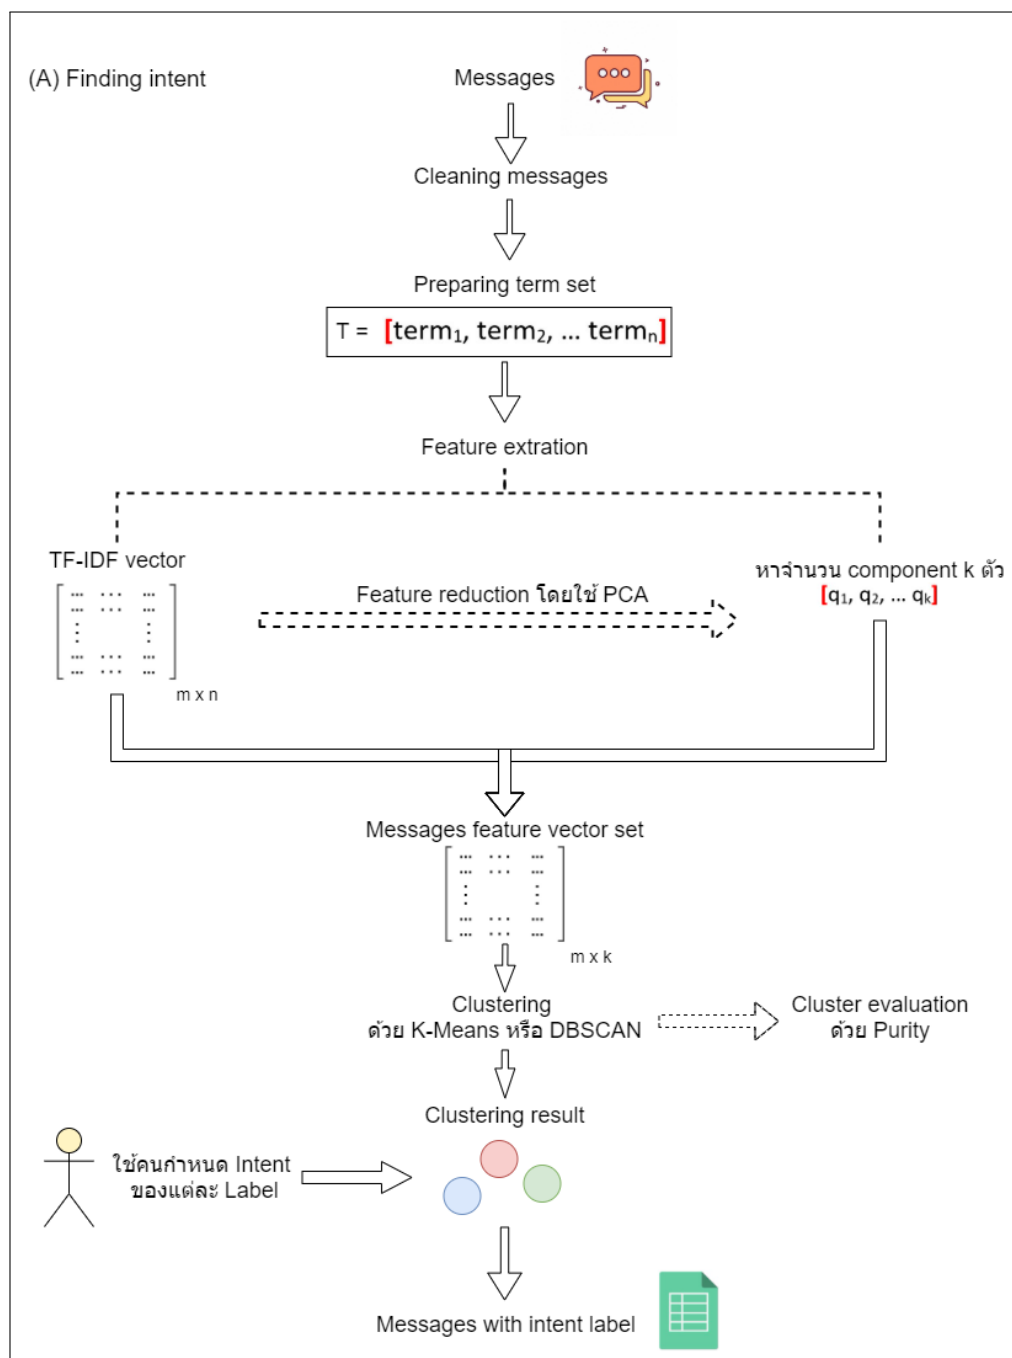 (A) Finding intent
Messages
Cleaning messages
Preparing term set
T = [term₁, term₂, ... termₙ]
Feature extration
TF-IDF vector
[... ... ...
... ... ...
⋮ ⋮
... ... ...
... ... ...]
m x n
Feature reduction โดยใช้ PCA
หาจำนวน component k ตัว
[q₁, q₂, ... qₖ]
Messages feature vector set
[... ... ...
... ... ...
⋮ ⋮
... ... ...
... ... ...]
m x k
Clustering
ด้วย K-Means หรือ DBSCAN
Cluster evaluation
ด้วย Purity
Clustering result
ใช้คนกำหนด Intent
ของแต่ละ Label
Messages with intent label